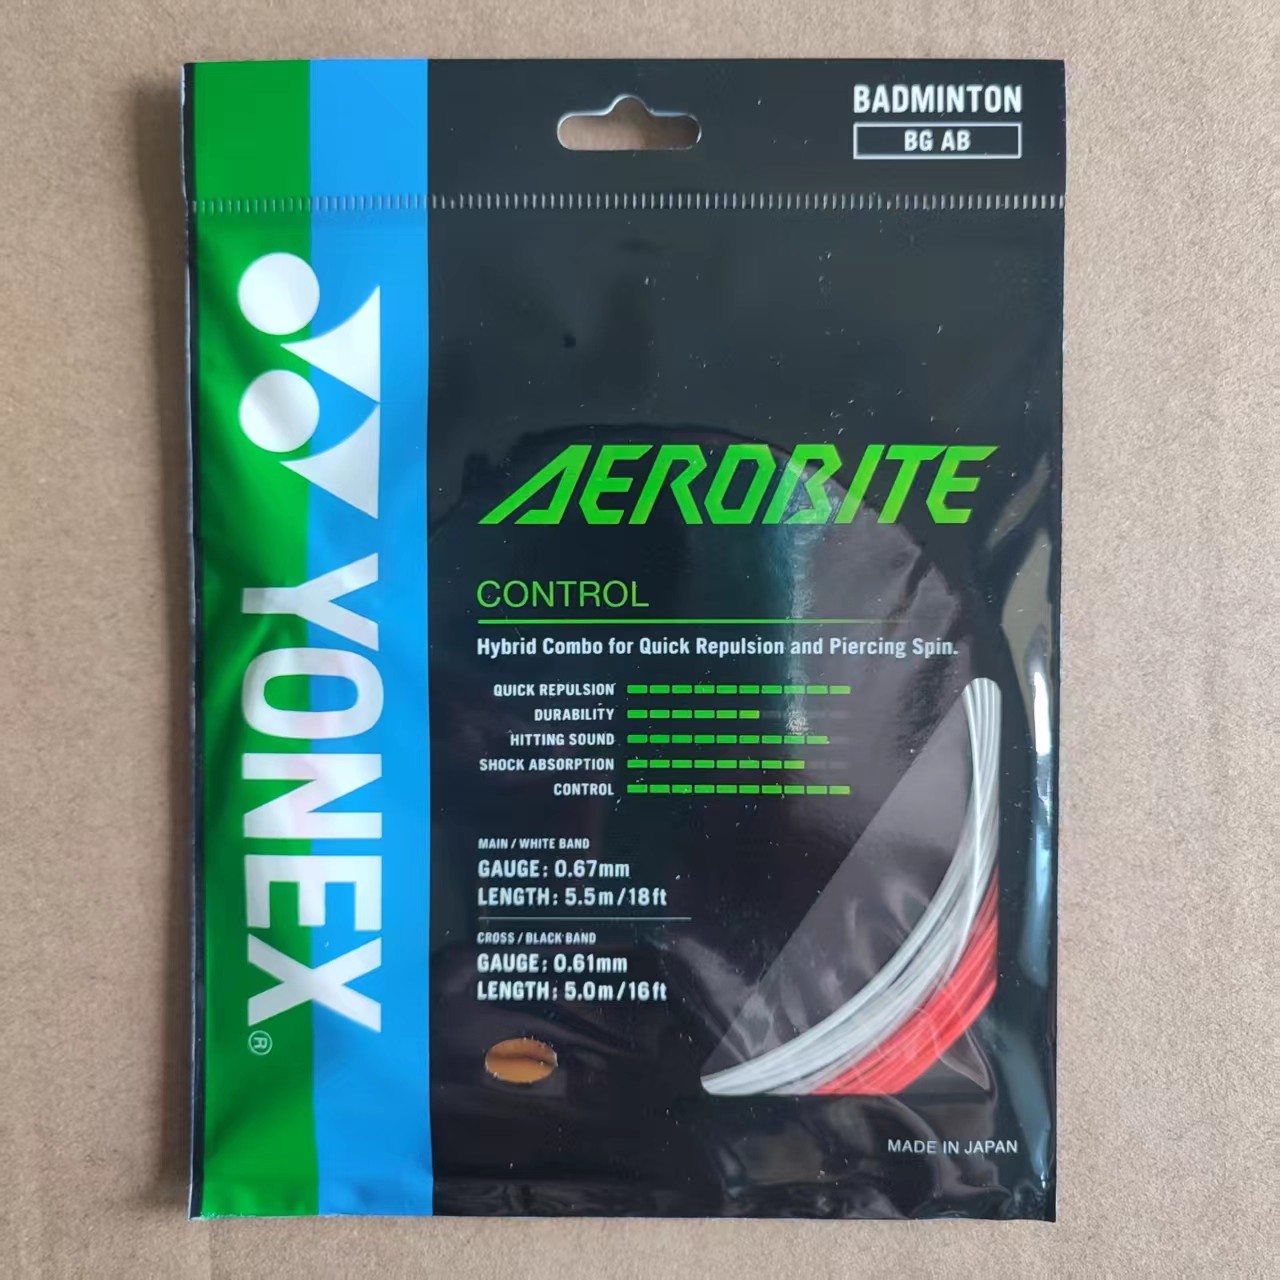 BADMINTON
BG AB
YONEX®
AEROBITE
CONTROL
Hybrid Combo for Quick Repulsion and Piercing Spin.
QUICK REPULSION
DURABILITY
HITTING SOUND
SHOCK ABSORPTION
CONTROL
MAIN / WHITE BAND
GAUGE: 0.67mm
LENGTH: 5.5m/18ft
CROSS / BLACK BAND
GAUGE: 0.61mm
LENGTH: 5.0m/16ft
MADE IN JAPAN